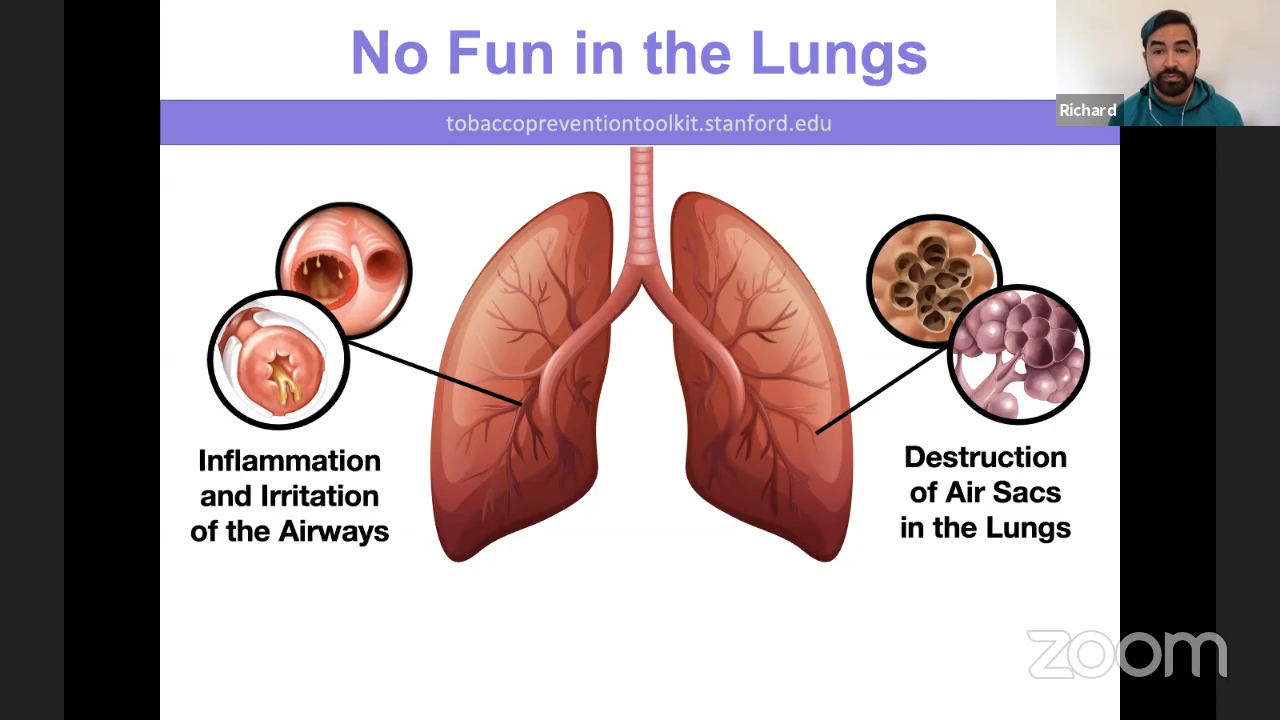 No Fun in the Lungs
tobaccopreventiontoolkit.stanford.edu
Richard
Inflammation
and Irritation
of the Airways
Destruction
of Air Sacs
in the Lungs
zoom